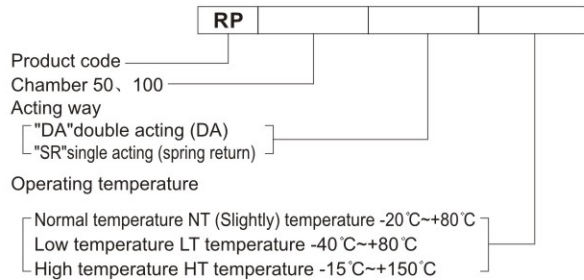 RP
Product code
Chamber 50、100
Acting way
"DA"double acting (DA)
"SR"single acting (spring return)
Operating temperature
Normal temperature NT (Slightly) temperature -20℃~+80℃
Low temperature LT temperature -40℃~+80℃
High temperature HT temperature -15℃~+150℃